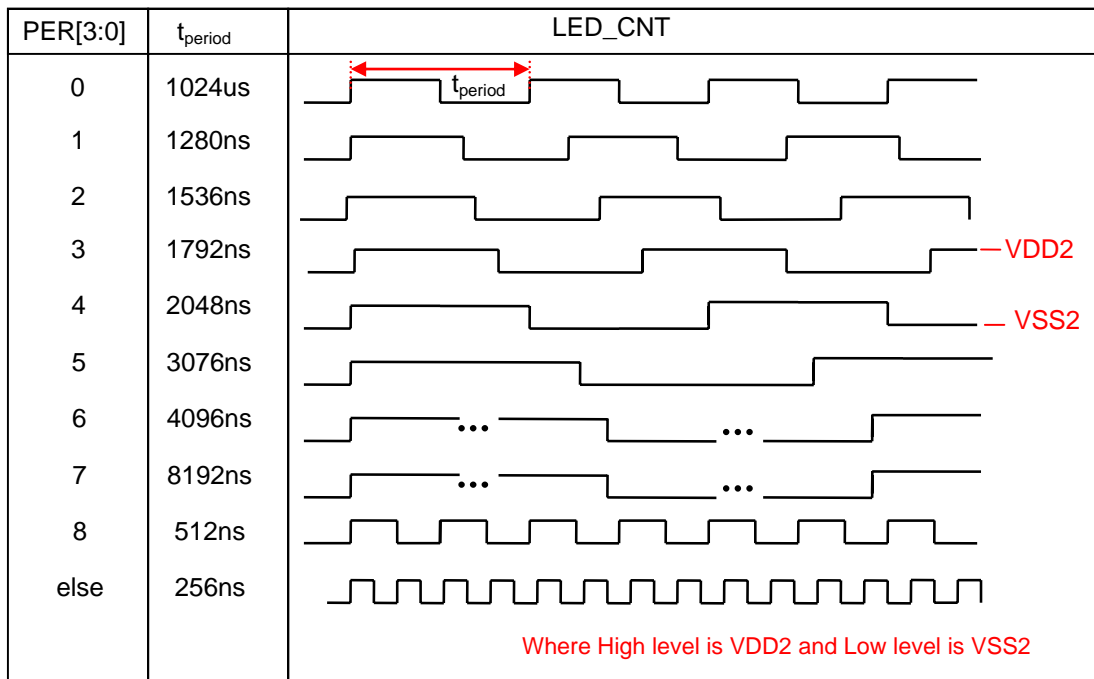 PER[3:0] tperiod LED_CNT
0 1024us tperiod
1 1280ns
2 1536ns
3 1792ns VDD2
4 2048ns VSS2
5 3076ns
6 4096ns ... ...
7 8192ns ... ...
8 512ns
else 256ns
Where High level is VDD2 and Low level is VSS2